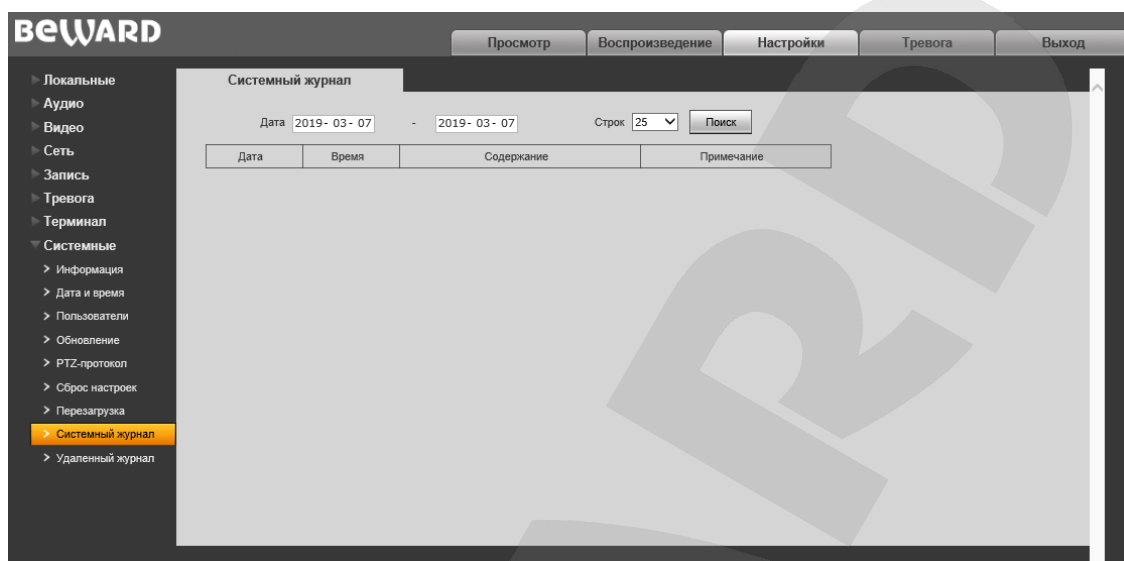 BEWARD
Просмотр Воспроизведение Настройки Тревога Выход
Локальные
Аудио
Видео
Сеть
Запись
Тревога
Терминал
Системные
Информация
Дата и время
Пользователи
Обновление
PTZ-протокол
Сброс настроек
Перезагрузка
Системный журнал
Удаленный журнал
Системный журнал
Дата 2019- 03- 07 - 2019- 03- 07 Строк 25 Поиск
Дата Время Содержание Примечание